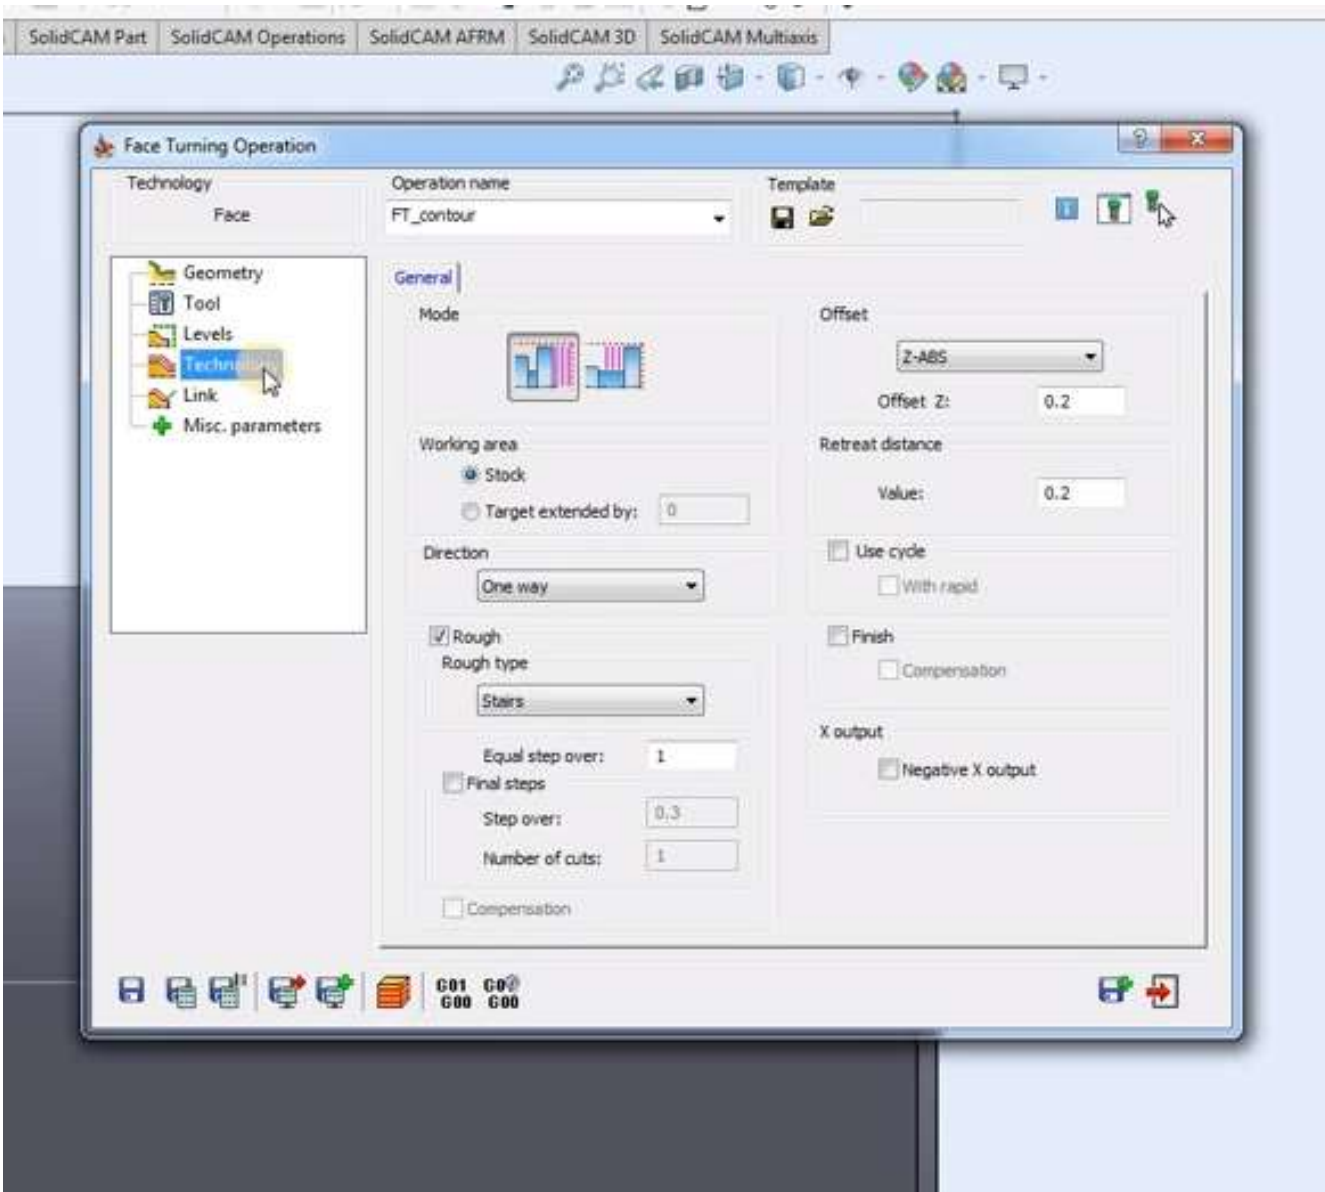 SolidCAM Part SolidCAM Operations SolidCAM AFRM SolidCAM 3D SolidCAM Multiaxis
Face Turning Operation
Technology
Face
Operation name
FT_contour
Template
Geometry
Tool
Levels
Link
Misc. parameters
General
Mode
Working area
Stock
Target extended by: 0
Direction
One way
Rough
Rough type
Stairs
Equal step over: 1
Final steps
Step over: 0.3
Number of cuts: 1
Compensation
Offset
Z-ABS
Offset Z: 0.2
Retreat distance
Value: 0.2
Use cycle
With rapid
Finish
Compensation
X output
Negative X output
G01 G0
G00 G00